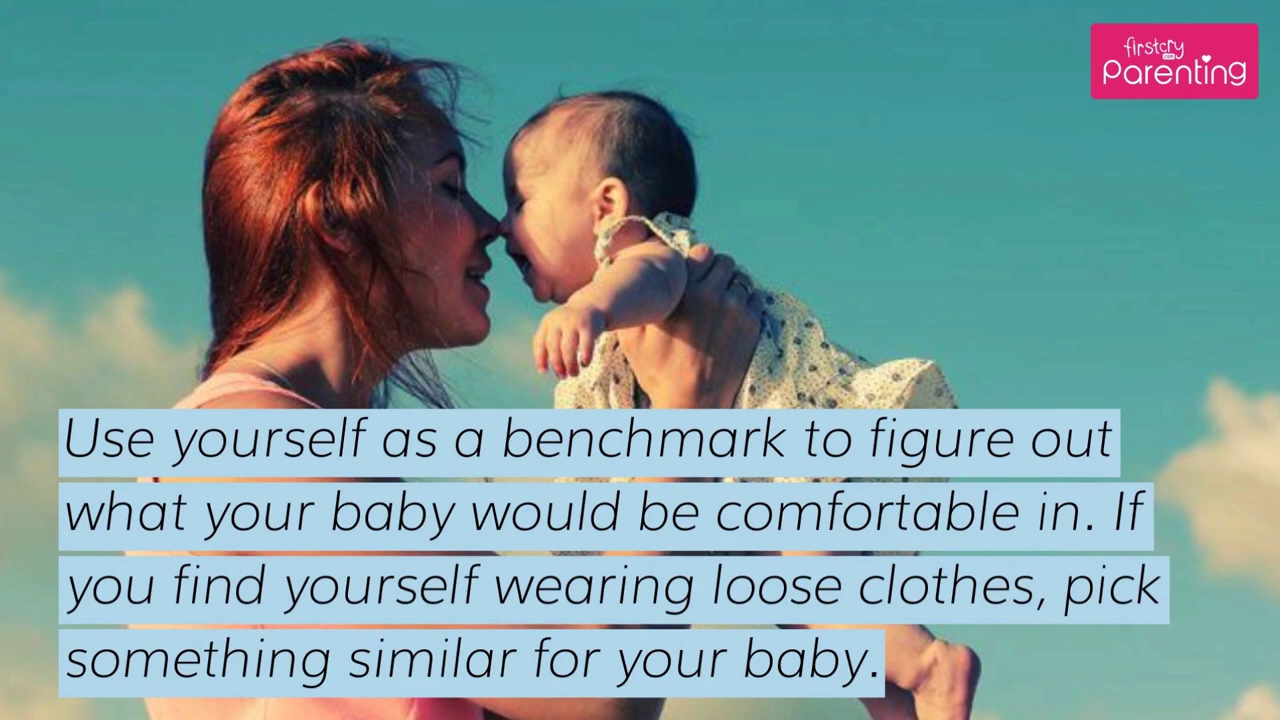 firstcry
.com
Parenting
Use yourself as a benchmark to figure out
what your baby would be comfortable in. If
you find yourself wearing loose clothes, pick
something similar for your baby.